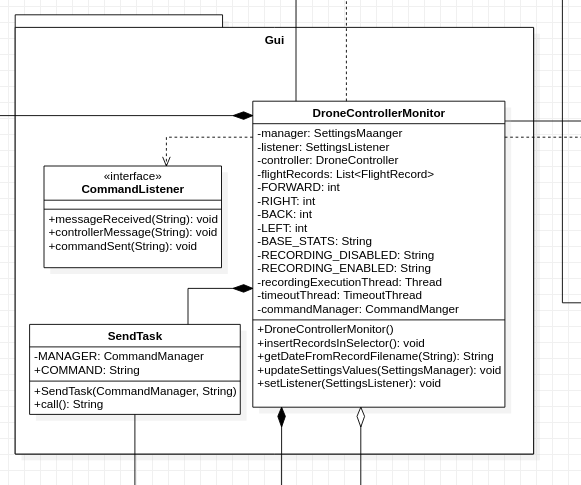 Gui
DroneControllerMonitor
-manager: SettingsMaanger
-listener: SettingsListener
-controller: DroneController
-flightRecords: List<FlightRecord>
-FORWARD: int
-RIGHT: int
-BACK: int
-LEFT: int
-BASE_STATS: String
-RECORDING_DISABLED: String
-RECORDING_ENABLED: String
-recordingExecutionThread: Thread
-timeoutThread: TimeoutThread
-commandManager: CommandManger
+DroneControllerMonitor()
+insertRecordsInSelector(): void
+getDateFromRecordFilename(String): String
+updateSettingsValues(SettingsManager): void
+setListener(SettingsListener): void
«interface»
CommandListener
+messageReceived(String): void
+controllerMessage(String): void
+commandSent(String): void
SendTask
-MANAGER: CommandManager
+COMMAND: String
+SendTask(CommandManager, String)
+call(): String